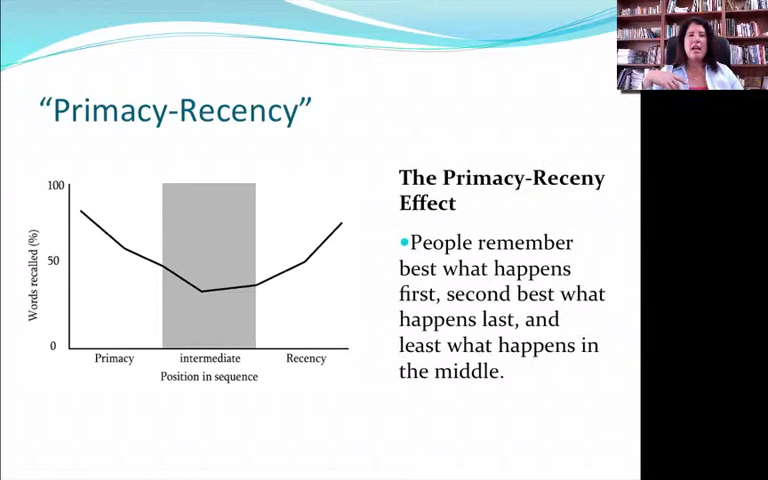 “Primacy-Recency”
100
50
0
Words recalled (%)
Primacy
intermediate
Recency
Position in sequence
The Primacy-Receny
Effect
•People remember
best what happens
first, second best what
happens last, and
least what happens in
the middle.